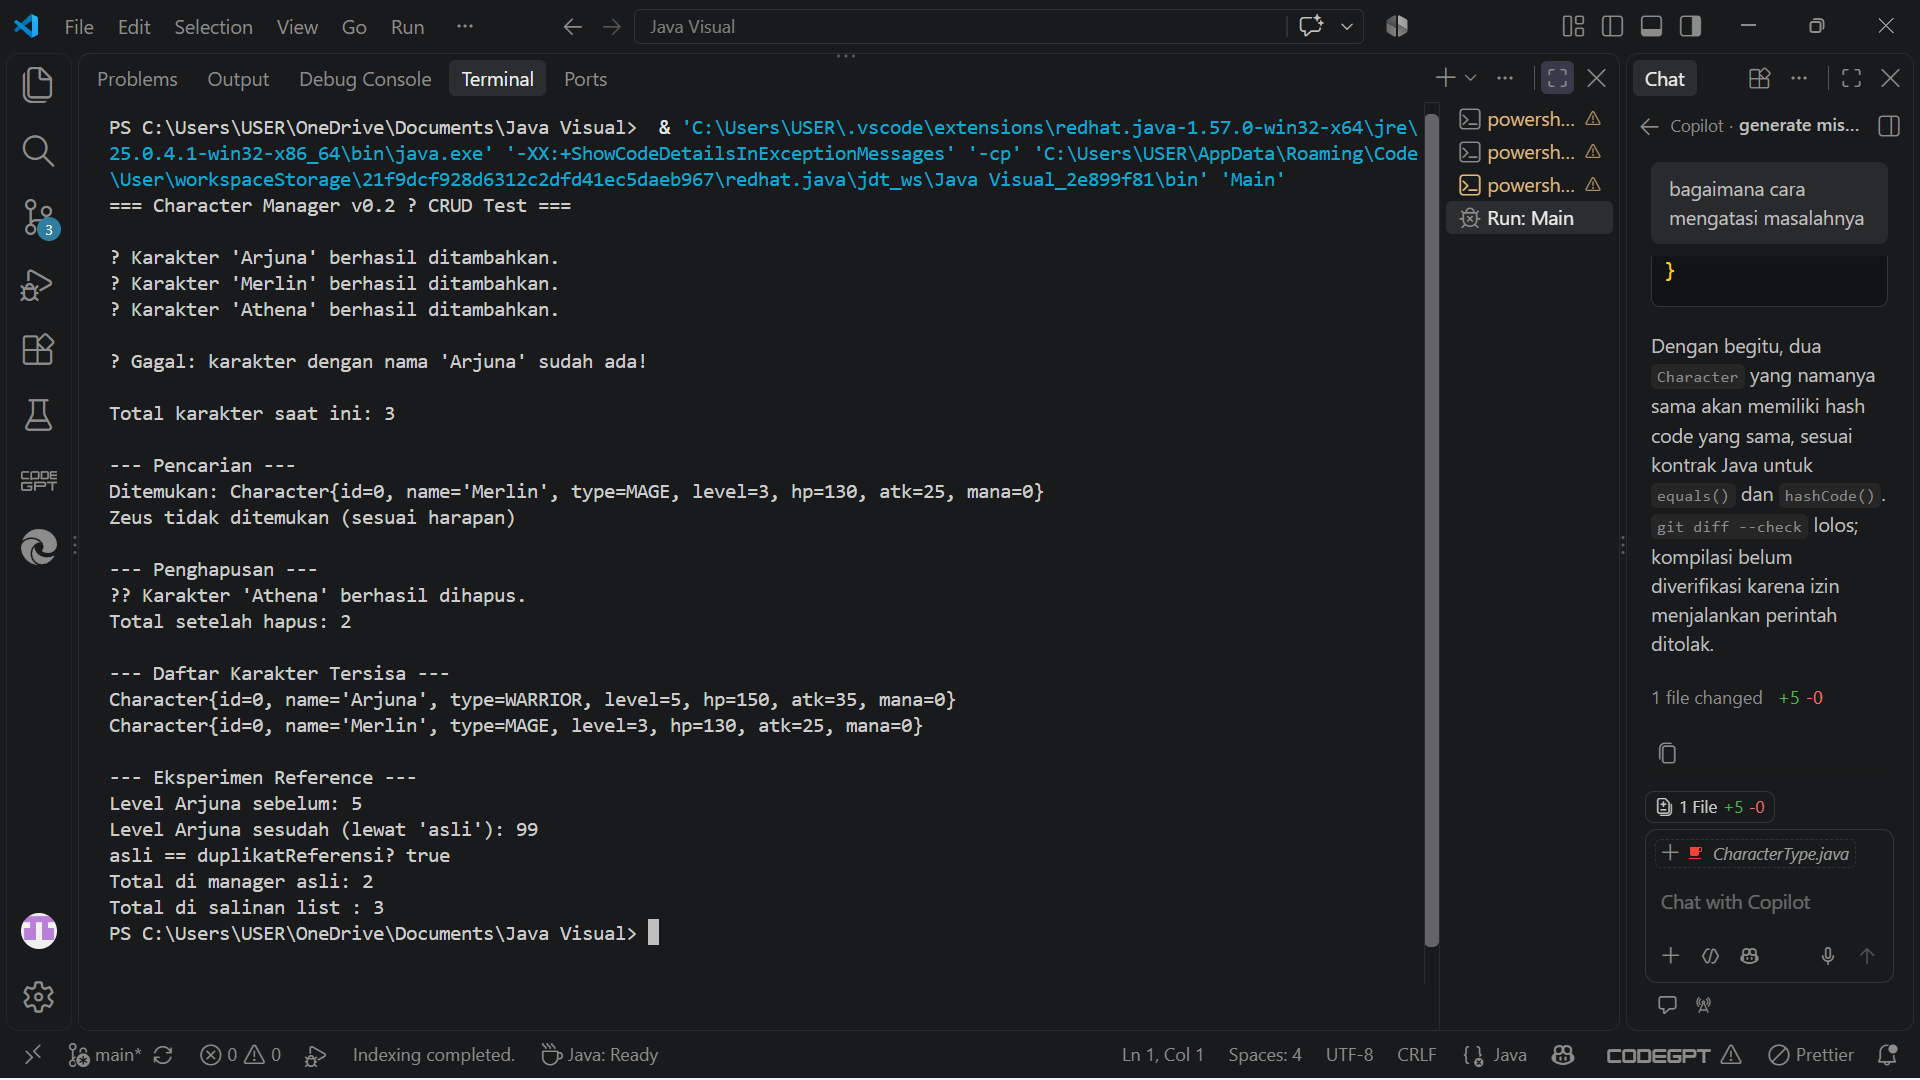 File Edit Selection View Go Run ··· Java Visual
Problems Output Debug Console Terminal Ports
PS C:\Users\USER\OneDrive\Documents\Java Visual>  & 'C:\Users\USER\.vscode\extensions\redhat.java-1.57.0-win32-x64\jre\
25.0.4.1-win32-x86_64\bin\java.exe' '-XX:+ShowCodeDetailsInExceptionMessages' '-cp' 'C:\Users\USER\AppData\Roaming\Code
\User\workspaceStorage\21f9dcf928d6312c2dfd41ec5daeb967\redhat.java\jdt_ws\Java Visual_2e899f81\bin' 'Main'
=== Character Manager v0.2 ? CRUD Test ===
? Karakter 'Arjuna' berhasil ditambahkan.
? Karakter 'Merlin' berhasil ditambahkan.
? Karakter 'Athena' berhasil ditambahkan.
? Gagal: karakter dengan nama 'Arjuna' sudah ada!
Total karakter saat ini: 3
--- Pencarian ---
Ditemukan: Character{id=0, name='Merlin', type=MAGE, level=3, hp=130, atk=25, mana=0}
Zeus tidak ditemukan (sesuai harapan)
--- Penghapusan ---
?? Karakter 'Athena' berhasil dihapus.
Total setelah hapus: 2
--- Daftar Karakter Tersisa ---
Character{id=0, name='Arjuna', type=WARRIOR, level=5, hp=150, atk=35, mana=0}
Character{id=0, name='Merlin', type=MAGE, level=3, hp=130, atk=25, mana=0}
--- Eksperimen Reference ---
Level Arjuna sebelum: 5
Level Arjuna sesudah (lewat 'asli'): 99
asli == duplikatReferensi? true
Total di manager asli: 2
Total di salinan list : 3
PS C:\Users\USER\OneDrive\Documents\Java Visual>
powersh...
powersh...
powersh...
Run: Main
3
CODE
GPT
Chat
Copilot · generate mis...
bagaimana cara
mengatasi masalahnya
}
Dengan begitu, dua
Character yang namanya
sama akan memiliki hash
code yang sama, sesuai
kontrak Java untuk
equals() dan hashCode().
git diff --check lolos;
kompilasi belum
diverifikasi karena izin
menjalankan perintah
ditolak.
1 file changed +5 -0
1 File +5 -0
CharacterType.java
Chat with Copilot
main* 0 0 Indexing completed. Java: Ready Ln 1, Col 1 Spaces: 4 UTF-8 CRLF Java CODEGPT Prettier